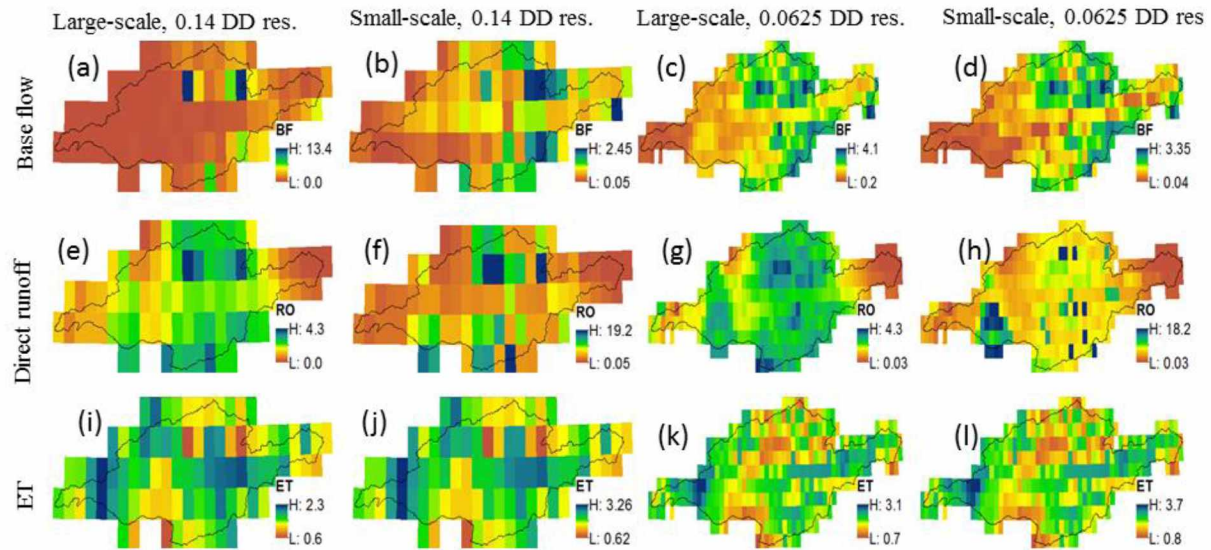 Large-scale, 0.14 DD res. Small-scale, 0.14 DD res. Large-scale, 0.0625 DD res. Small-scale, 0.0625 DD res
Base flow
(a) (b) (c) (d)
BF BF BF BF
H: 13.4 H: 2.45 H: 4.1 H: 3.35
L: 0.0 L: 0.05 L: 0.2 L: 0.04
Direct runoff
(e) (f) (g) (h)
RO RO RO RO
H: 4.3 H: 19.2 H: 4.3 H: 18.2
L: 0.0 L: 0.05 L: 0.03 L: 0.03
ET
(i) (j) (k) (l)
ET ET ET ET
H: 2.3 H: 3.26 H: 3.1 H: 3.7
L: 0.6 L: 0.62 L: 0.7 L: 0.8